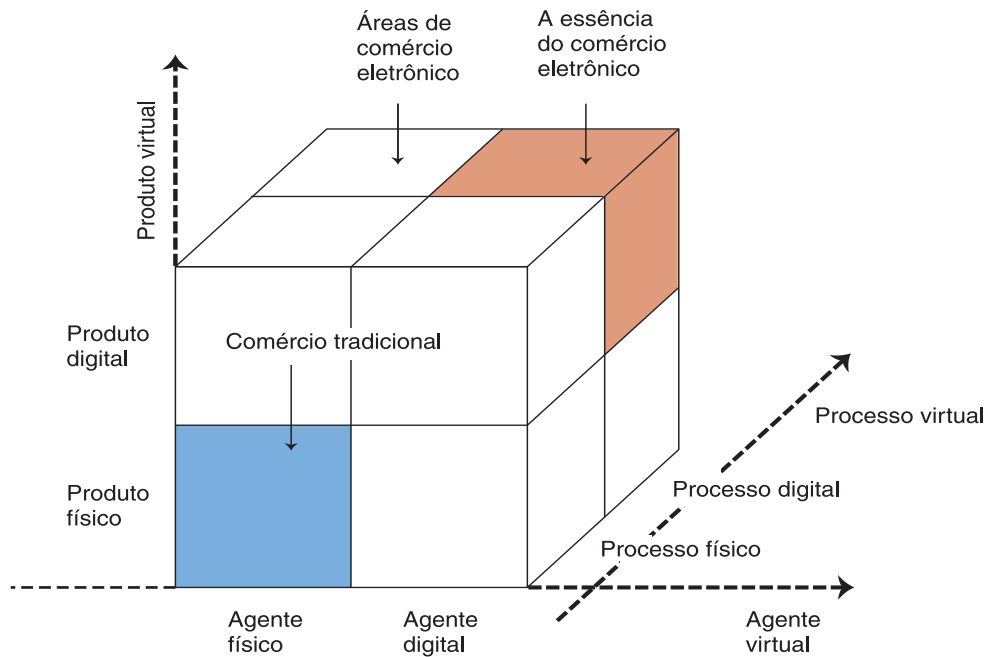 Áreas de
comércio
eletrônico
A essência
do comércio
eletrônico
Produto virtual
Produto
digital
Comércio tradicional
Produto
físico
Processo virtual
Processo digital
Processo físico
Agente
físico
Agente
digital
Agente
virtual